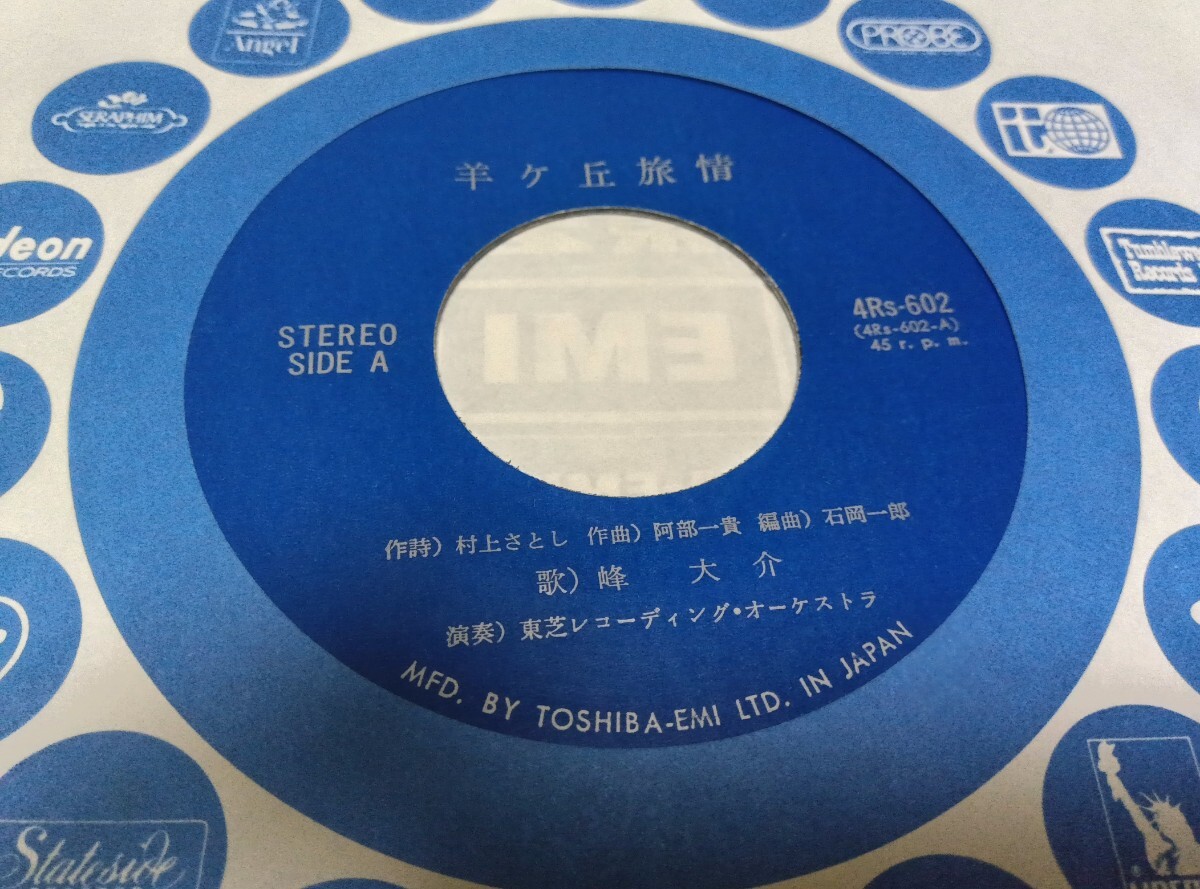 Angel
PROBE
SERAPHIM
deon
RECORDS
Tumbleweed
Records
羊ヶ丘旅情
STEREO
SIDE A
4Rs-602
(4Rs-602-A)
45 r. p. m.
EMI
作詩）村上さとし 作曲）阿部一貴 編曲）石岡一郎
歌）峰 大 介
演奏）東芝レコーディング・オーケストラ
MFD. BY TOSHIBA-EMI LTD. IN JAPAN
Stateside